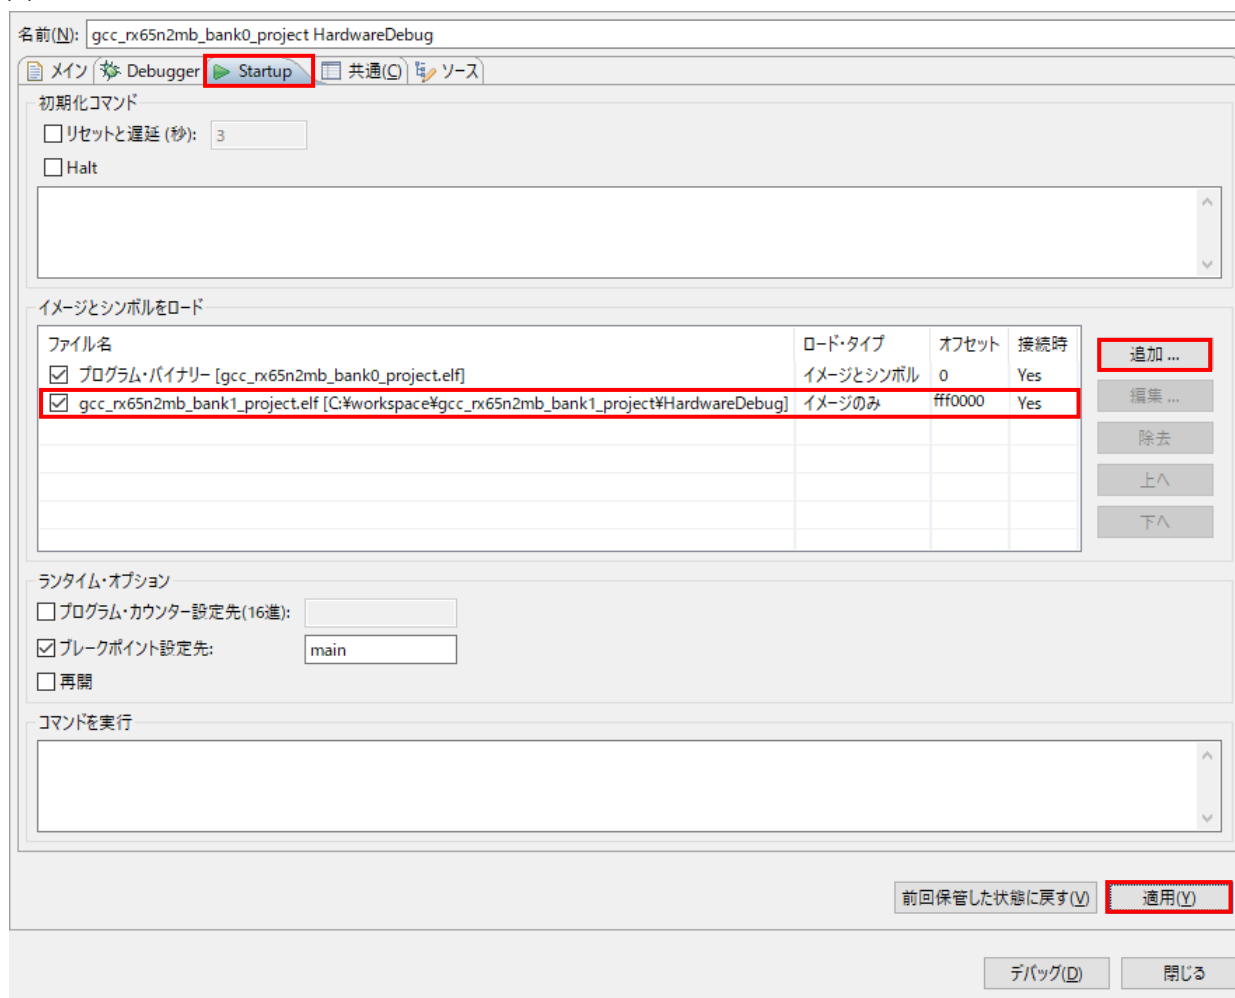 名前(N): gcc_rx65n2mb_bank0_project HardwareDebug
メイン Debugger Startup 共通(C) ソース
初期化コマンド
リセットと遅延 (秒): 3
Halt
イメージとシンボルをロード
ファイル名 ロード・タイプ オフセット 接続時
プログラム・バイナリー [gcc_rx65n2mb_bank0_project.elf] イメージとシンボル 0 Yes
gcc_rx65n2mb_bank1_project.elf [C:¥workspace¥gcc_rx65n2mb_bank1_project¥HardwareDebug] イメージのみ fff0000 Yes
追加 ...
編集 ...
除去
上へ
下へ
ランタイム・オプション
プログラム・カウンター設定先(16進):
ブレークポイント設定先: main
再開
コマンドを実行
前回保管した状態に戻す(V) 適用(Y)
デバッグ(D) 閉じる